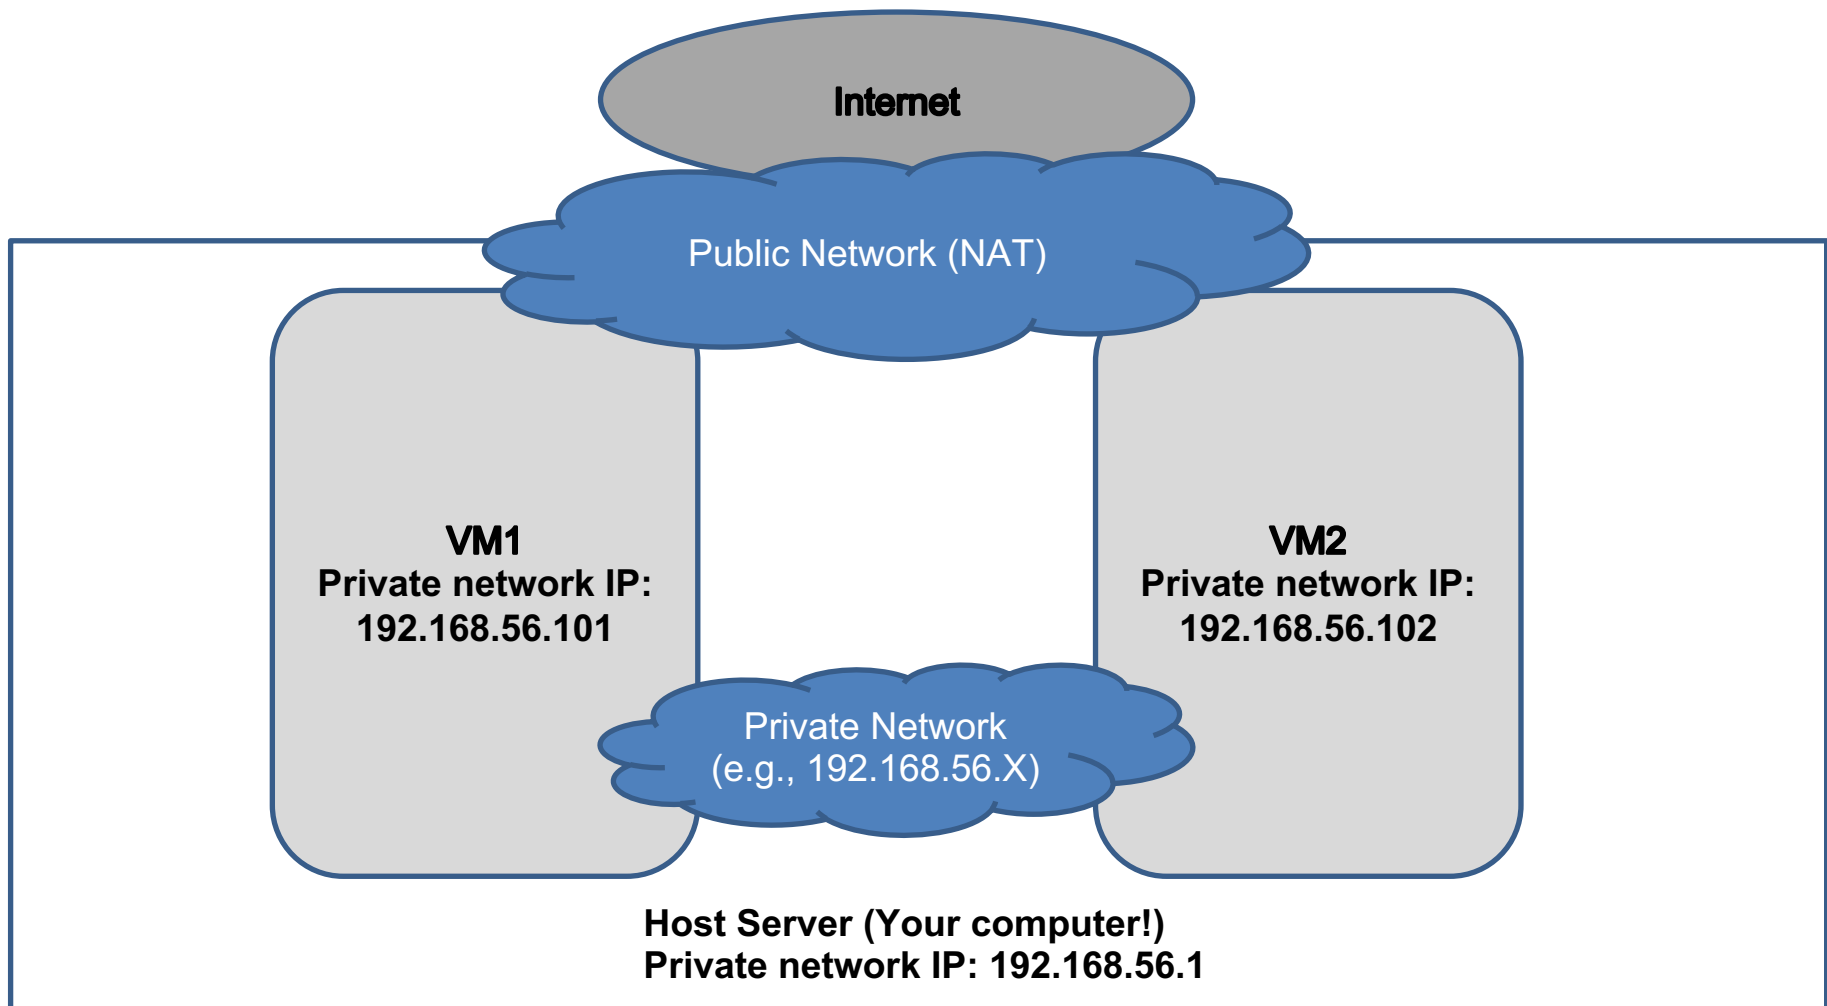 Internet
Public Network (NAT)
VM1
Private network IP:
192.168.56.101
VM2
Private network IP:
192.168.56.102
Private Network
(e.g., 192.168.56.X)
Host Server (Your computer!)
Private network IP: 192.168.56.1